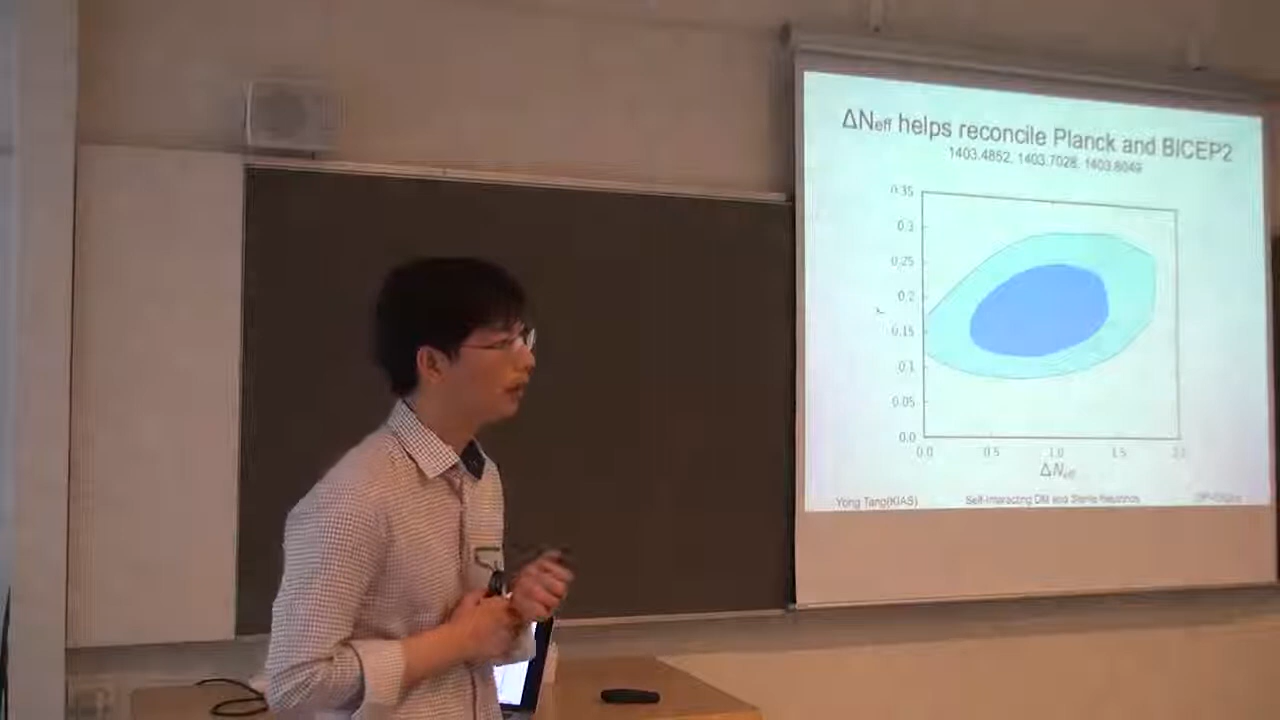 ΔNeff helps reconcile Planck and BICEP2
1403.4852, 1403.7028, 1403.8049
0.35
0.3
0.25
0.2
0.15
0.1
0.05
0.0
r
0.0 0.5 1.0 1.5
ΔNeff
Yong Tang(KIAS) Self-Interacting DM and Sterile Neutrinos